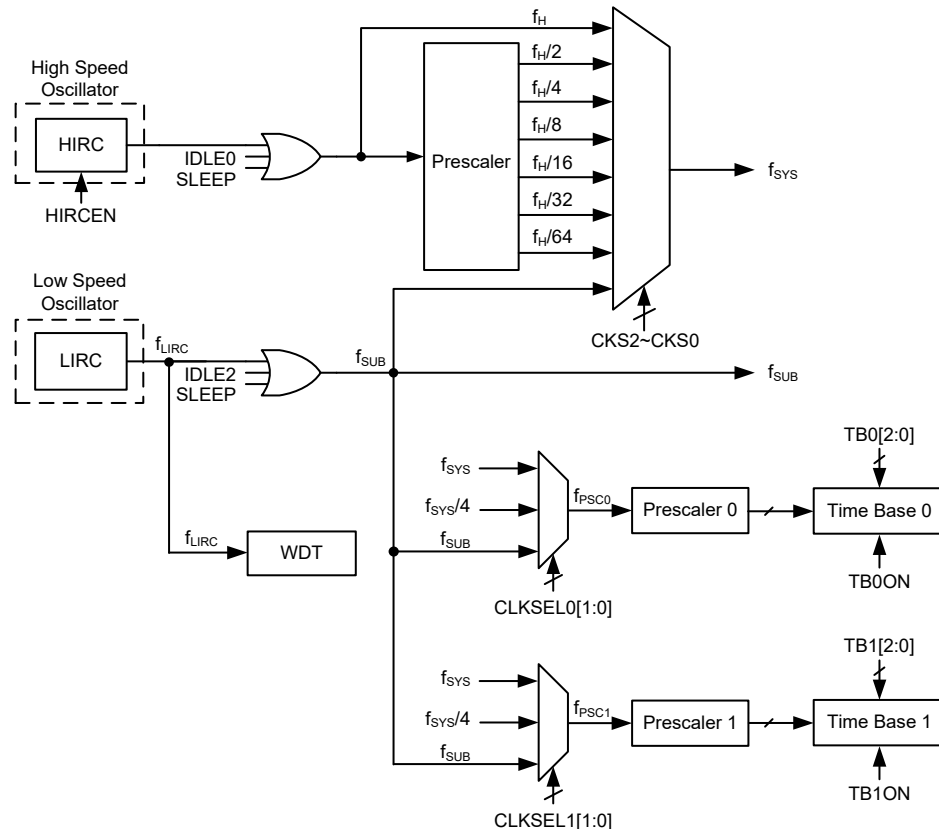 High Speed
Oscillator
HIRC
HIRCEN
IDLE0
SLEEP
Prescaler
fH
fH/2
fH/4
fH/8
fH/16
fH/32
fH/64
fSYS
CKS2~CKS0
Low Speed
Oscillator
LIRC
fLIRC
IDLE2
SLEEP
fSUB
fSUB
fLIRC
WDT
fSYS
fSYS/4
fSUB
CLKSEL0[1:0]
fPSC0
Prescaler 0
TB0[2:0]
Time Base 0
TB0ON
fSYS
fSYS/4
fSUB
CLKSEL1[1:0]
fPSC1
Prescaler 1
TB1[2:0]
Time Base 1
TB1ON